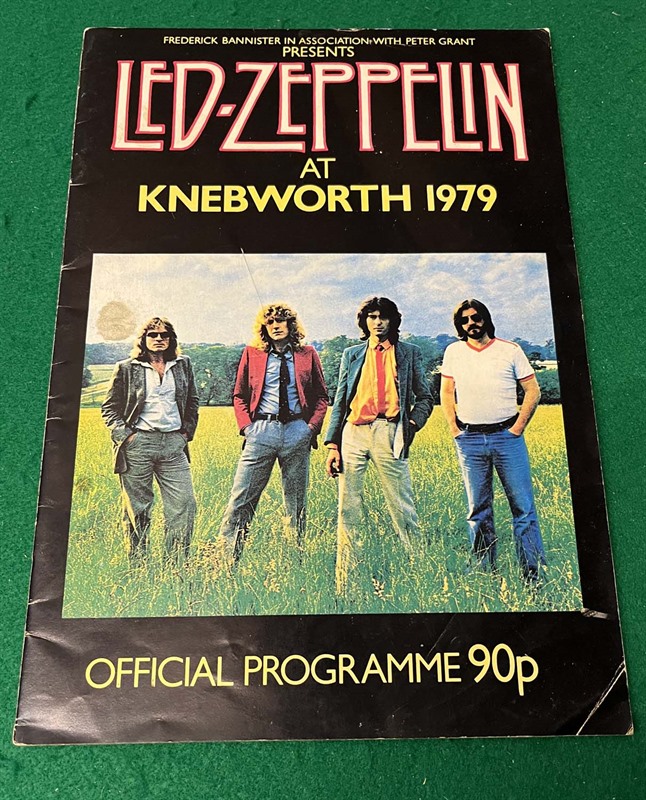 FREDERICK BANNISTER IN ASSOCIATION WITH PETER GRANT
PRESENTS
LED-ZEPPELIN
AT
KNEBWORTH 1979
OFFICIAL PROGRAMME 90p